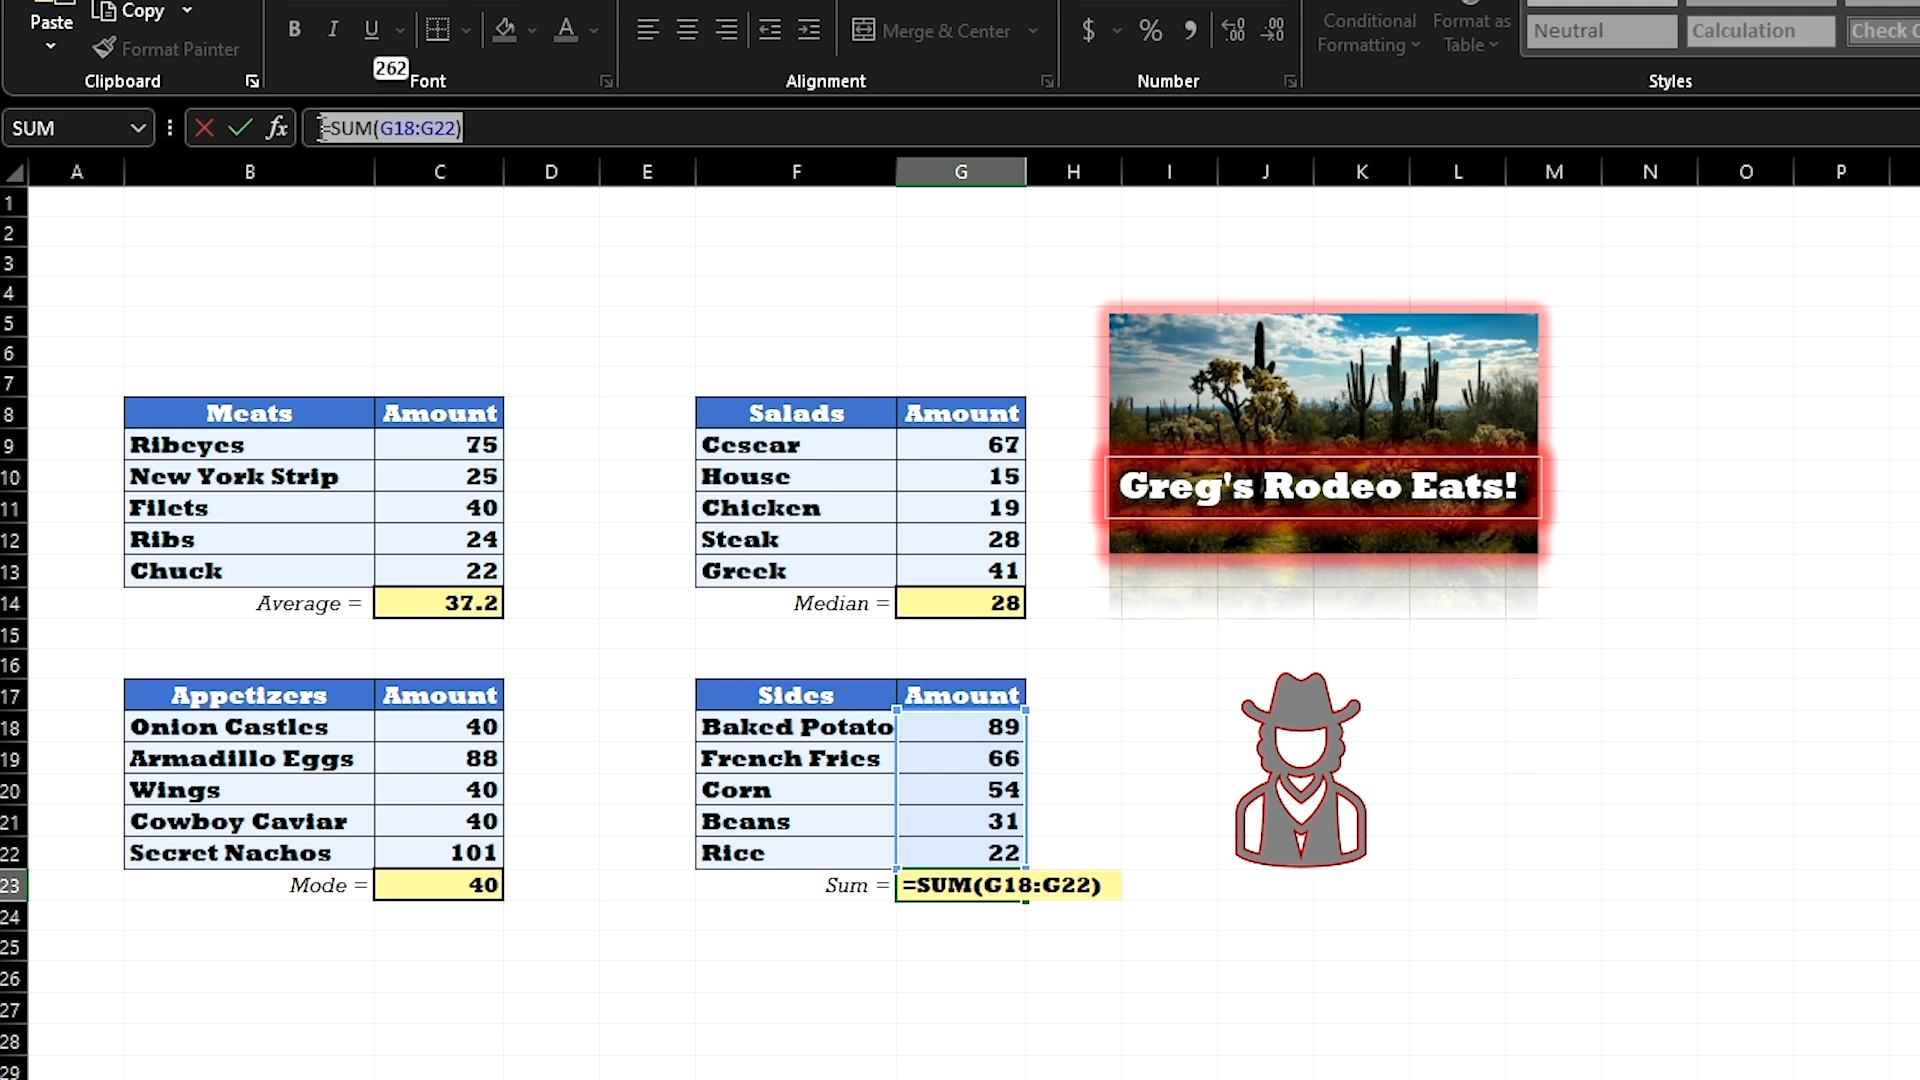 Paste
Copy
Format Painter
Clipboard
B I U A
262
Font
Alignment
Merge & Center
$ % 9
Number
Conditional
Formatting
Format as
Table
Neutral
Calculation
Check C
Styles
SUM
fx
=SUM(G18:G22)
A B C D E F G H I J K L M N O P
1
2
3
4
5
6
7
8 Meats Amount Salads Amount
9 Ribeyes 75 Cesear 67
10 New York Strip 25 House 15
11 Filets 40 Chicken 19
12 Ribs 24 Steak 28
13 Chuck 22 Greek 41
14 Average = 37.2 Median = 28
Greg's Rodeo Eats!
15
16
17 Appetizers Amount Sides Amount
18 Onion Castles 40 Baked Potato 89
19 Armadillo Eggs 88 French Fries 66
20 Wings 40 Corn 54
21 Cowboy Caviar 40 Beans 31
22 Secret Nachos 101 Rice 22
23 Mode = 40 Sum = =SUM(G18:G22)
24
25
26
27
28
29